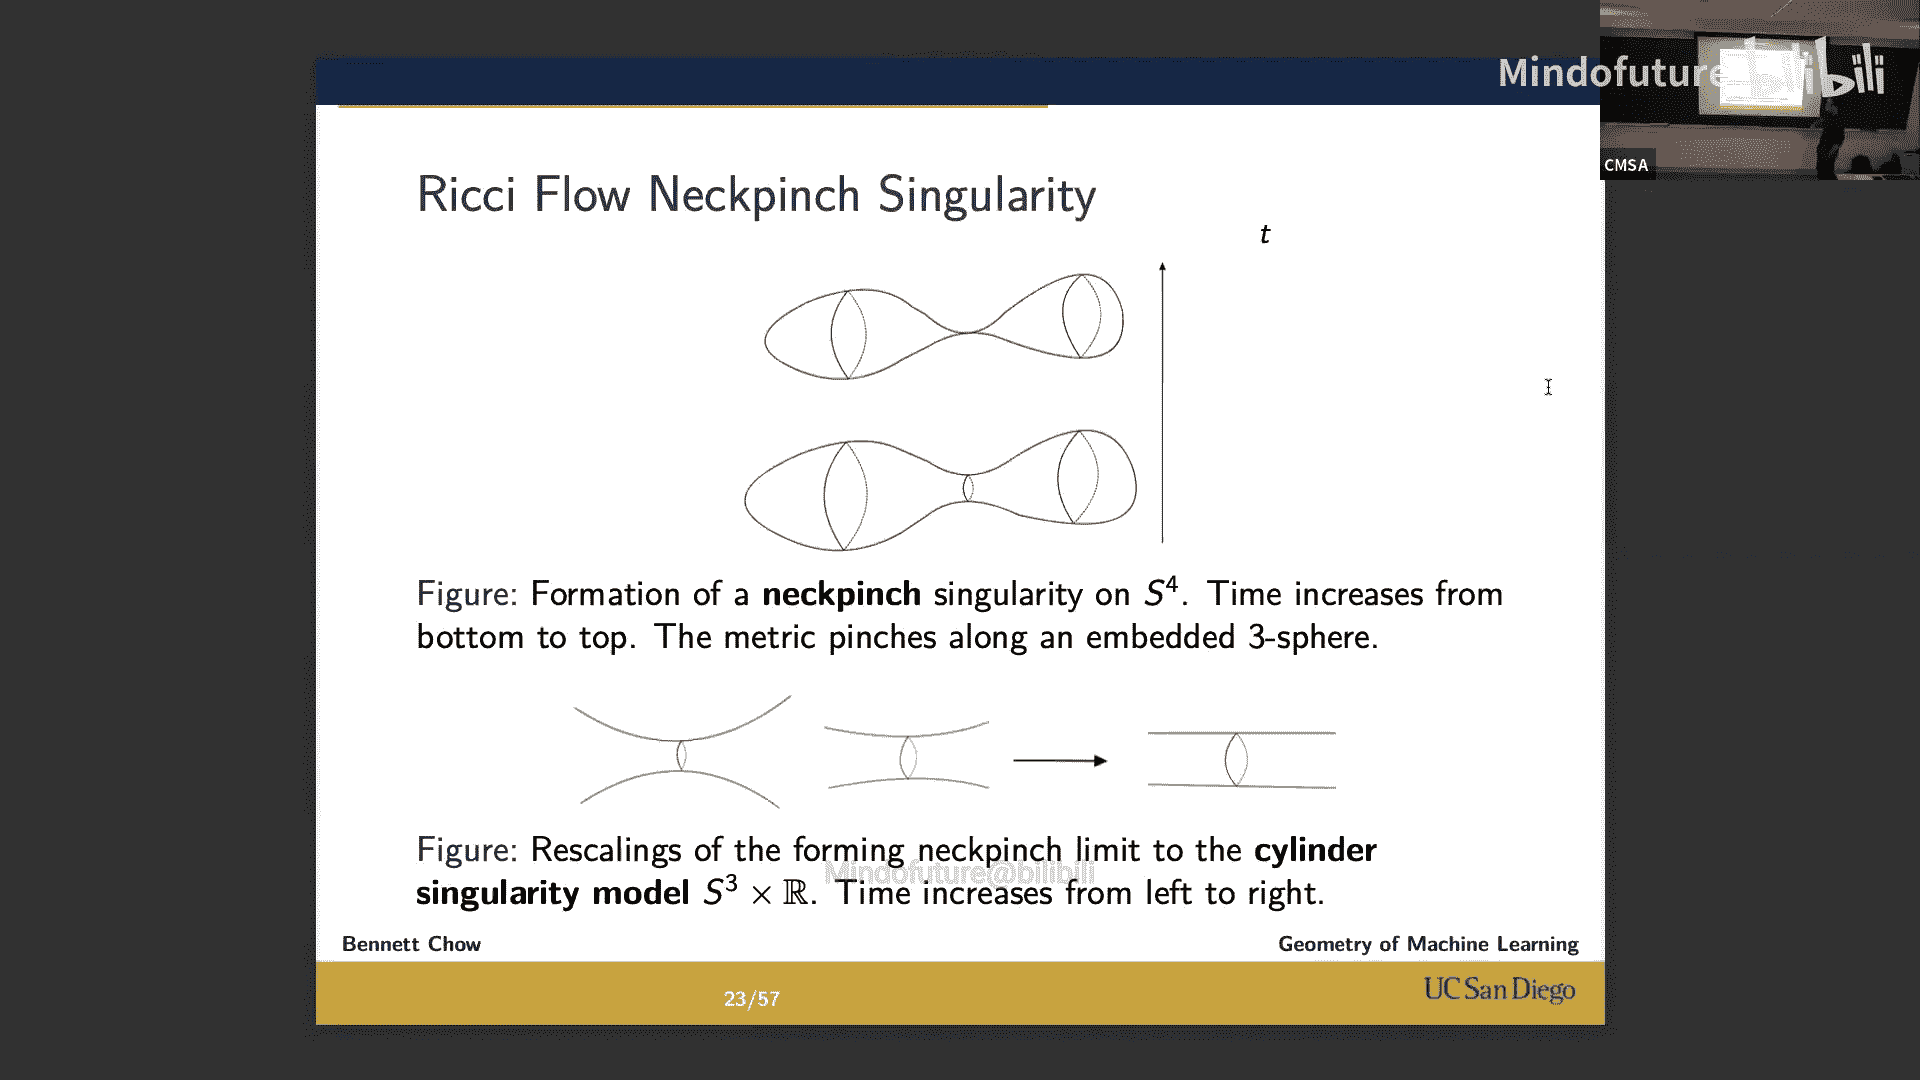 Mindofuture
bilibili
CMSA
Ricci Flow Neckpinch Singularity
t
Figure: Formation of a neckpinch singularity on S⁴. Time increases from
bottom to top. The metric pinches along an embedded 3-sphere.
Figure: Rescalings of the forming neckpinch limit to the cylinder
singularity model S³ × ℝ. Time increases from left to right.
Mindofuture@bilibili
Bennett Chow
Geometry of Machine Learning
23/57
UC San Diego